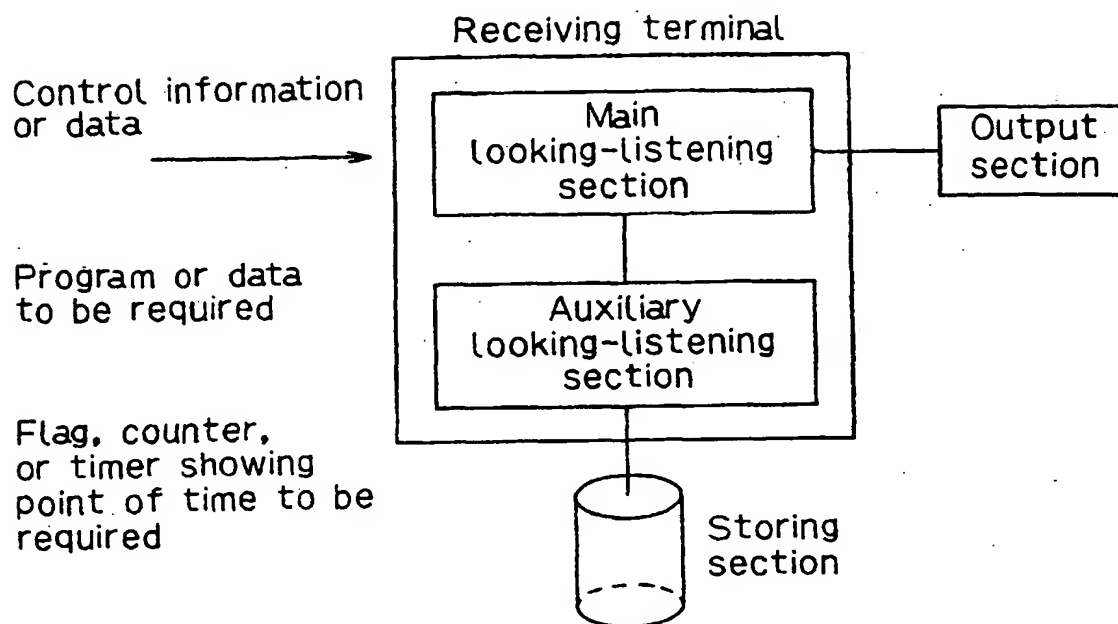 Receiving terminal
Control information
or data
Main
looking-listening
section
Output
section
Program or data
to be required
Auxiliary
looking-listening
section
Flag, counter,
or timer showing
point of time to be
required
Storing
section